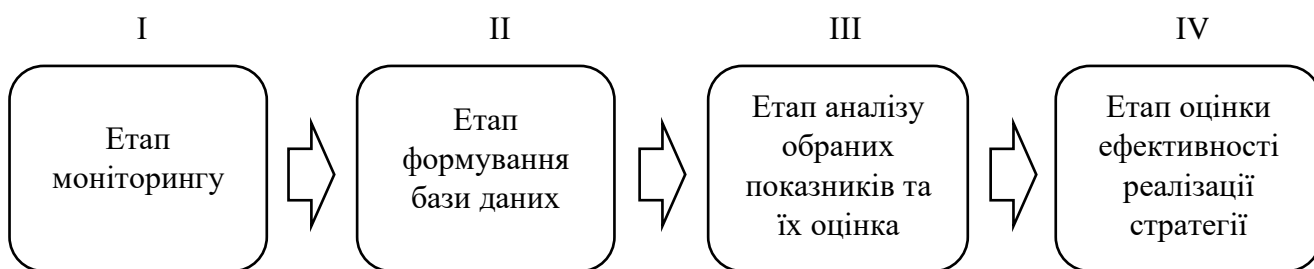 I
II
III
IV
Етап
моніторингу
Етап
формування
бази даних
Етап аналізу
обраних
показників та
їх оцінка
Етап оцінки
ефективності
реалізації
стратегії